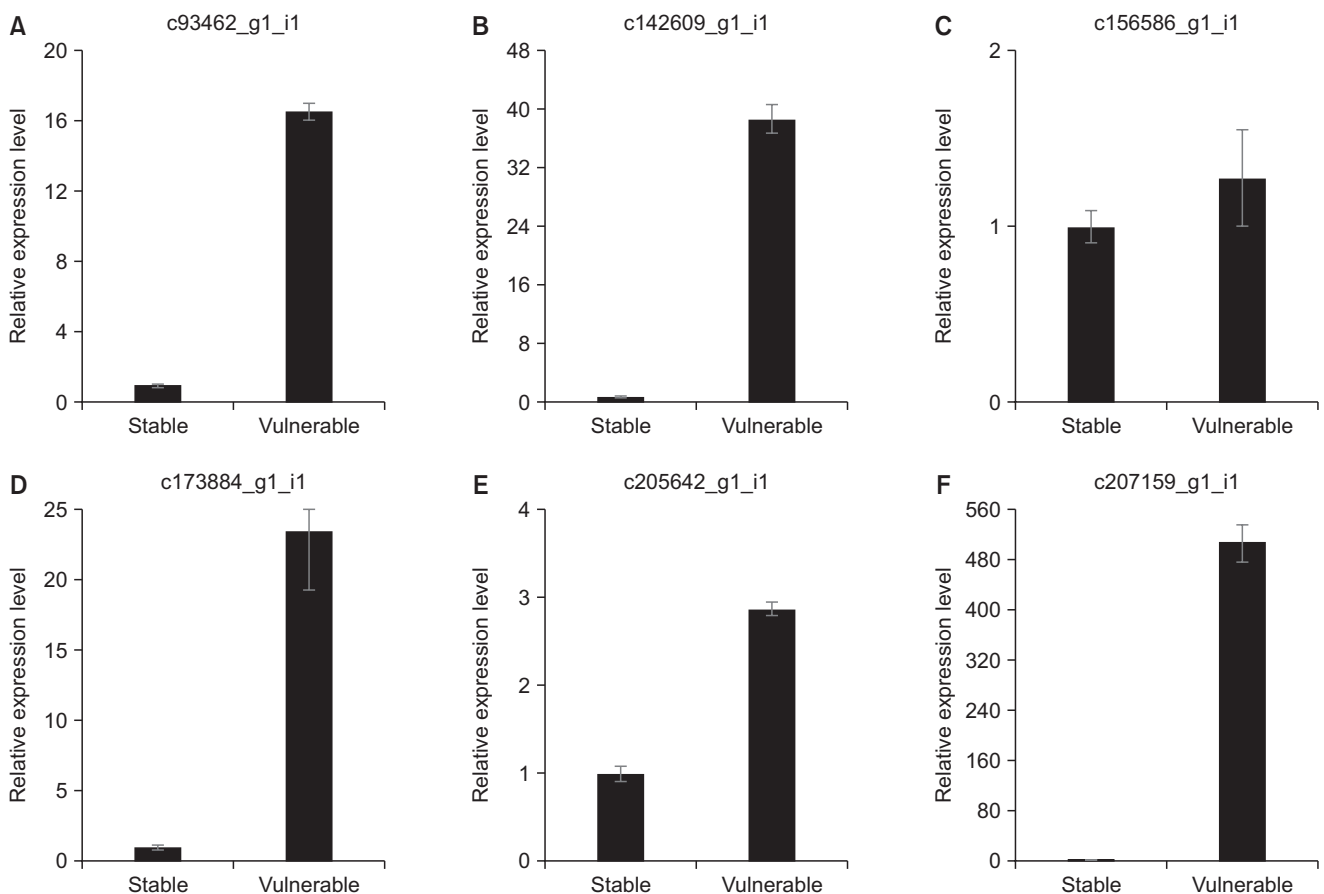 A
c93462_g1_i1
Relative expression level
20
16
12
8
4
0
Stable
Vulnerable
B
c142609_g1_i1
Relative expression level
48
40
32
24
16
8
0
Stable
Vulnerable
C
c156586_g1_i1
Relative expression level
2
1
0
Stable
Vulnerable
D
c173884_g1_i1
Relative expression level
25
20
15
10
5
0
Stable
Vulnerable
E
c205642_g1_i1
Relative expression level
4
3
2
1
0
Stable
Vulnerable
F
c207159_g1_i1
Relative expression level
560
480
400
320
240
160
80
0
Stable
Vulnerable